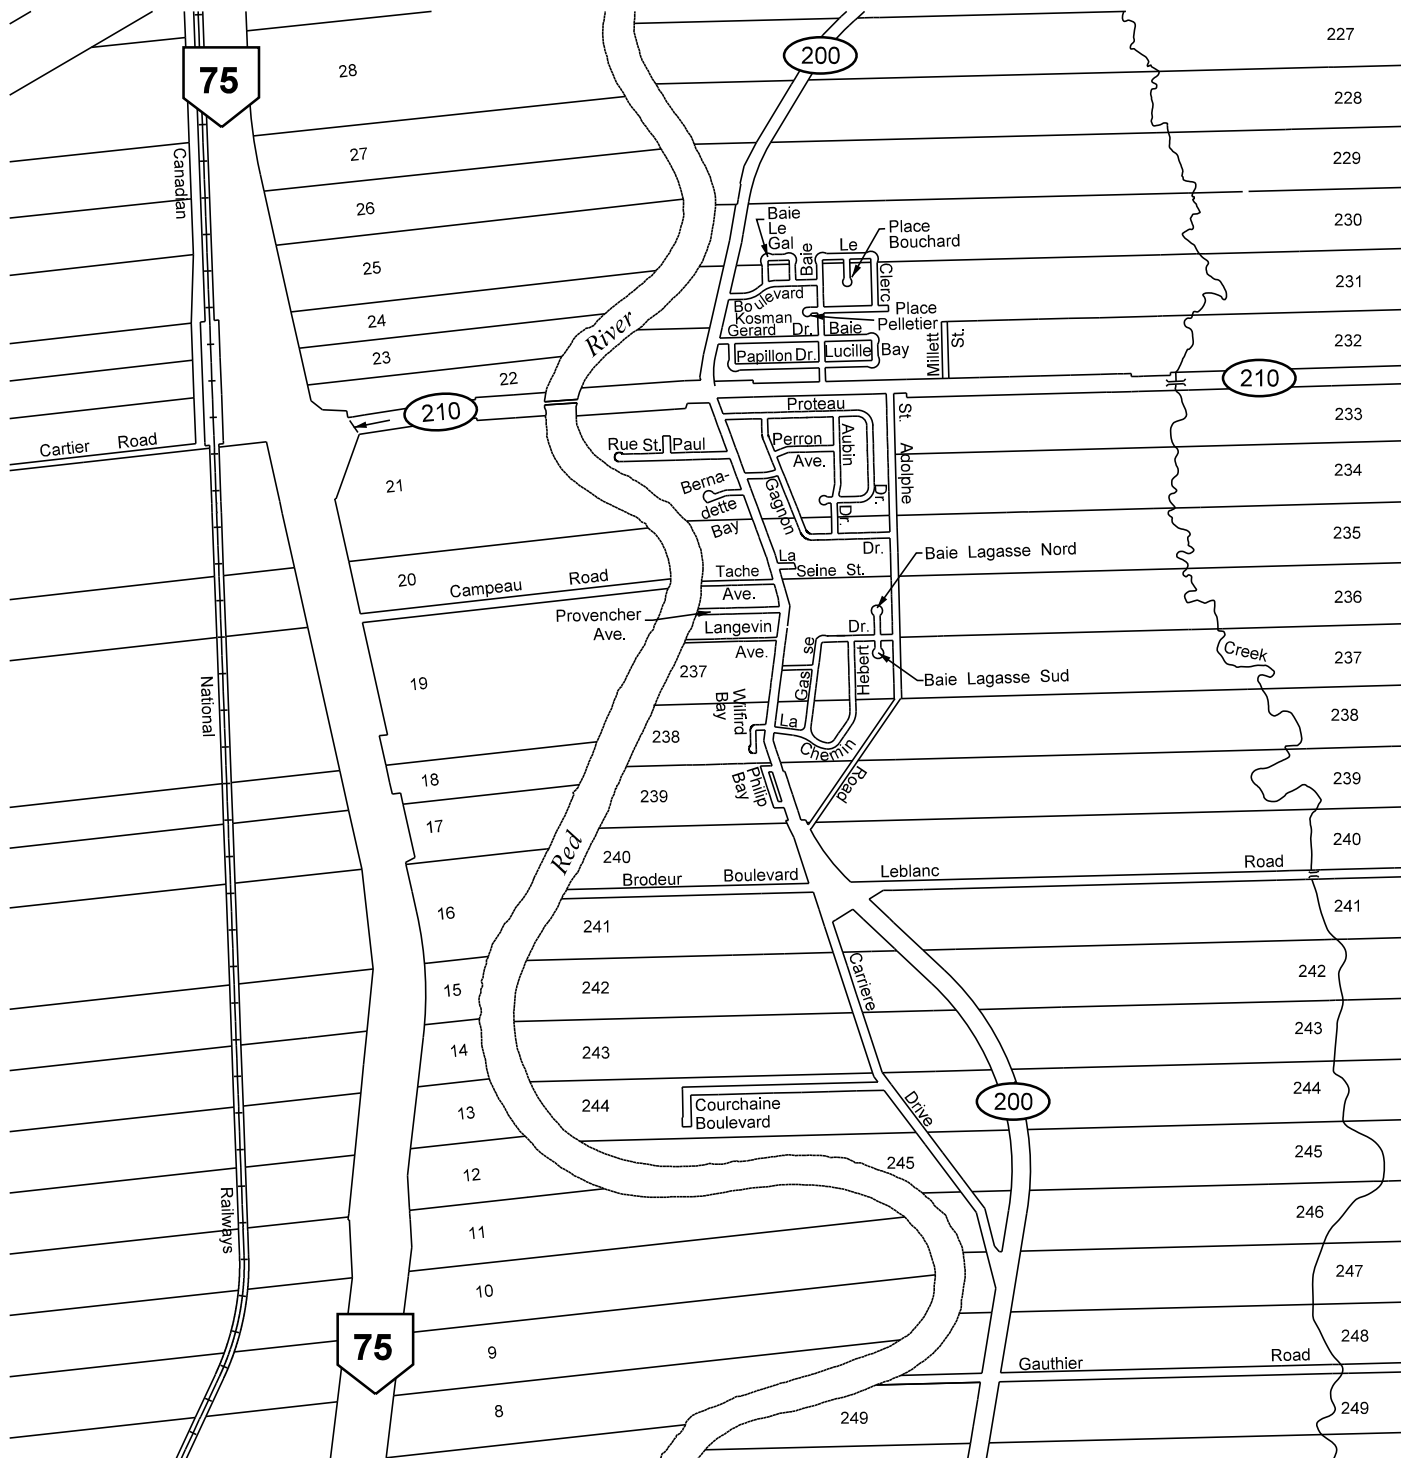 227
200
75
28
228
27
229
Canadian
26
230
Baie
Le
Gal
Baie
Le
Place
Bouchard
Clerc
25
231
Boulevard
Kosman
Place
Pelletier
24
River
Gerard Dr.
Baie
Millett
St.
232
23
Papillon Dr.
Lucille
Bay
22
210
210
Proteau
St.
Adolphe
233
Cartier Road
Rue St. Paul
Perron
Ave.
Aubin
Dr.
Dr.
234
21
Berna-
dette
Bay
Gagnon
Dr.
235
La
Seine St.
Baie Lagasse Nord
20
Campeau Road
Tache
Ave.
236
Provencher
Ave.
Langevin
Ave.
Dr.
Hebert
237
Creek
237
19
National
Baie Lagasse Sud
La
Gas
se
Chemin
Wilfird
Bay
238
238
18
Philip
Bay
239
Road
239
17
Red
240
240
Brodeur Boulevard
Leblanc Road
16
241
241
Carriere
Drive
15
242
242
14
243
243
13
244
Courchaine
Boulevard
200
244
12
245
245
Railways
11
246
10
247
75
9
248
Gauthier Road
8
249
249